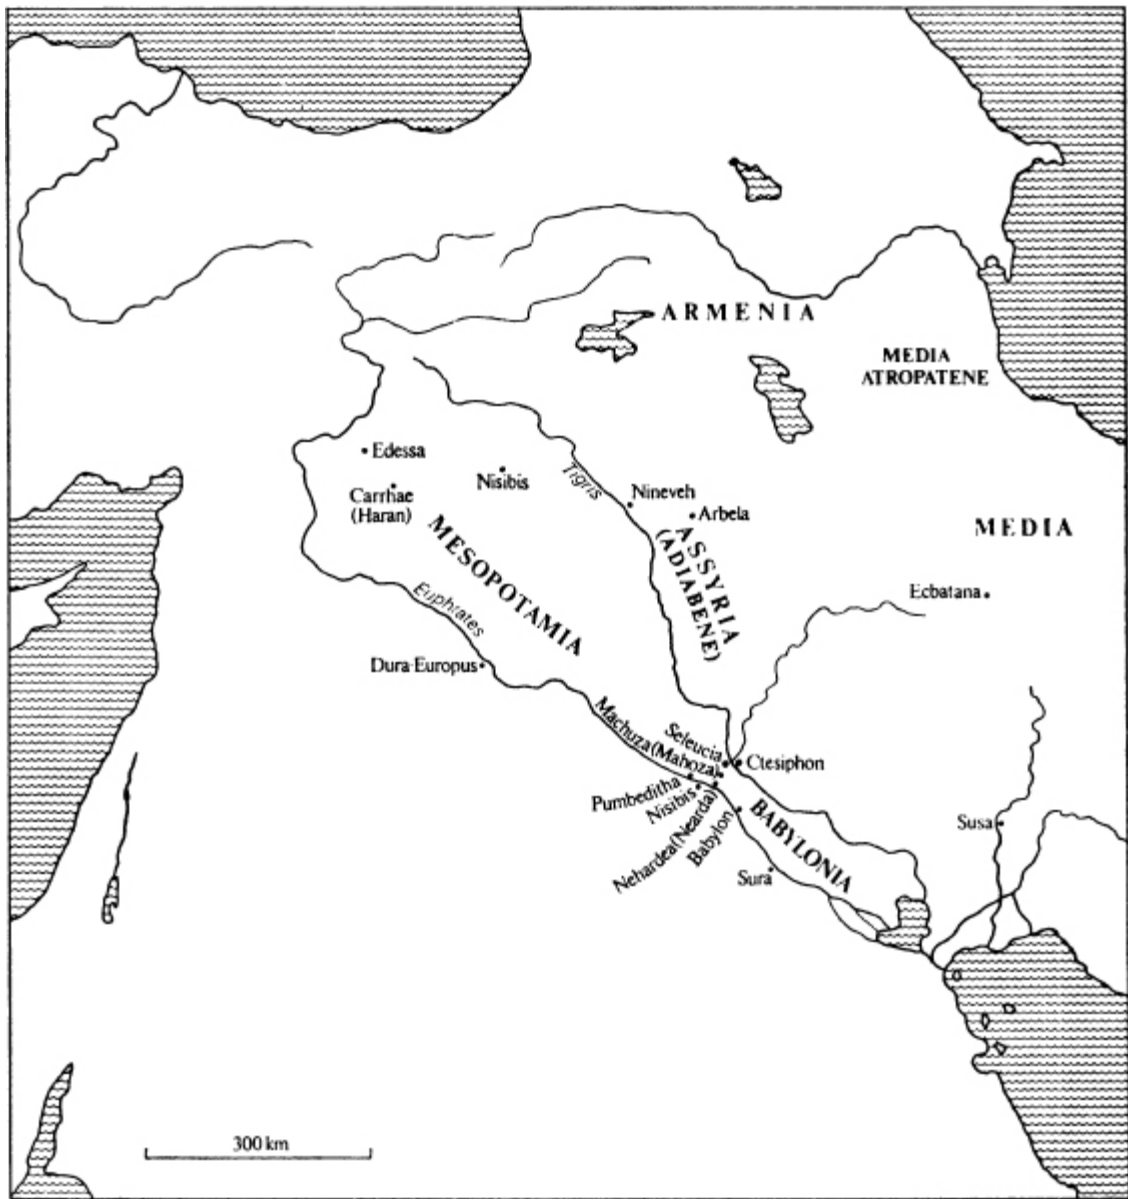 ARMENIA
MEDIA
ATROPATENE
Edessa
Nisibis
Carrhae
(Haran)
Tigris
Nineveh
Arbela
MESOPOTAMIA
ASSYRIA
(ADIABENE)
MEDIA
Ecbatana
Euphrates
Dura-Europus
Seleucia
Machuza (Mahoza)
Ctesiphon
Pumbeditha
Nisibis
Nehardea (Nearda)
Babylon
BABYLONIA
Susa
Sura
300 km